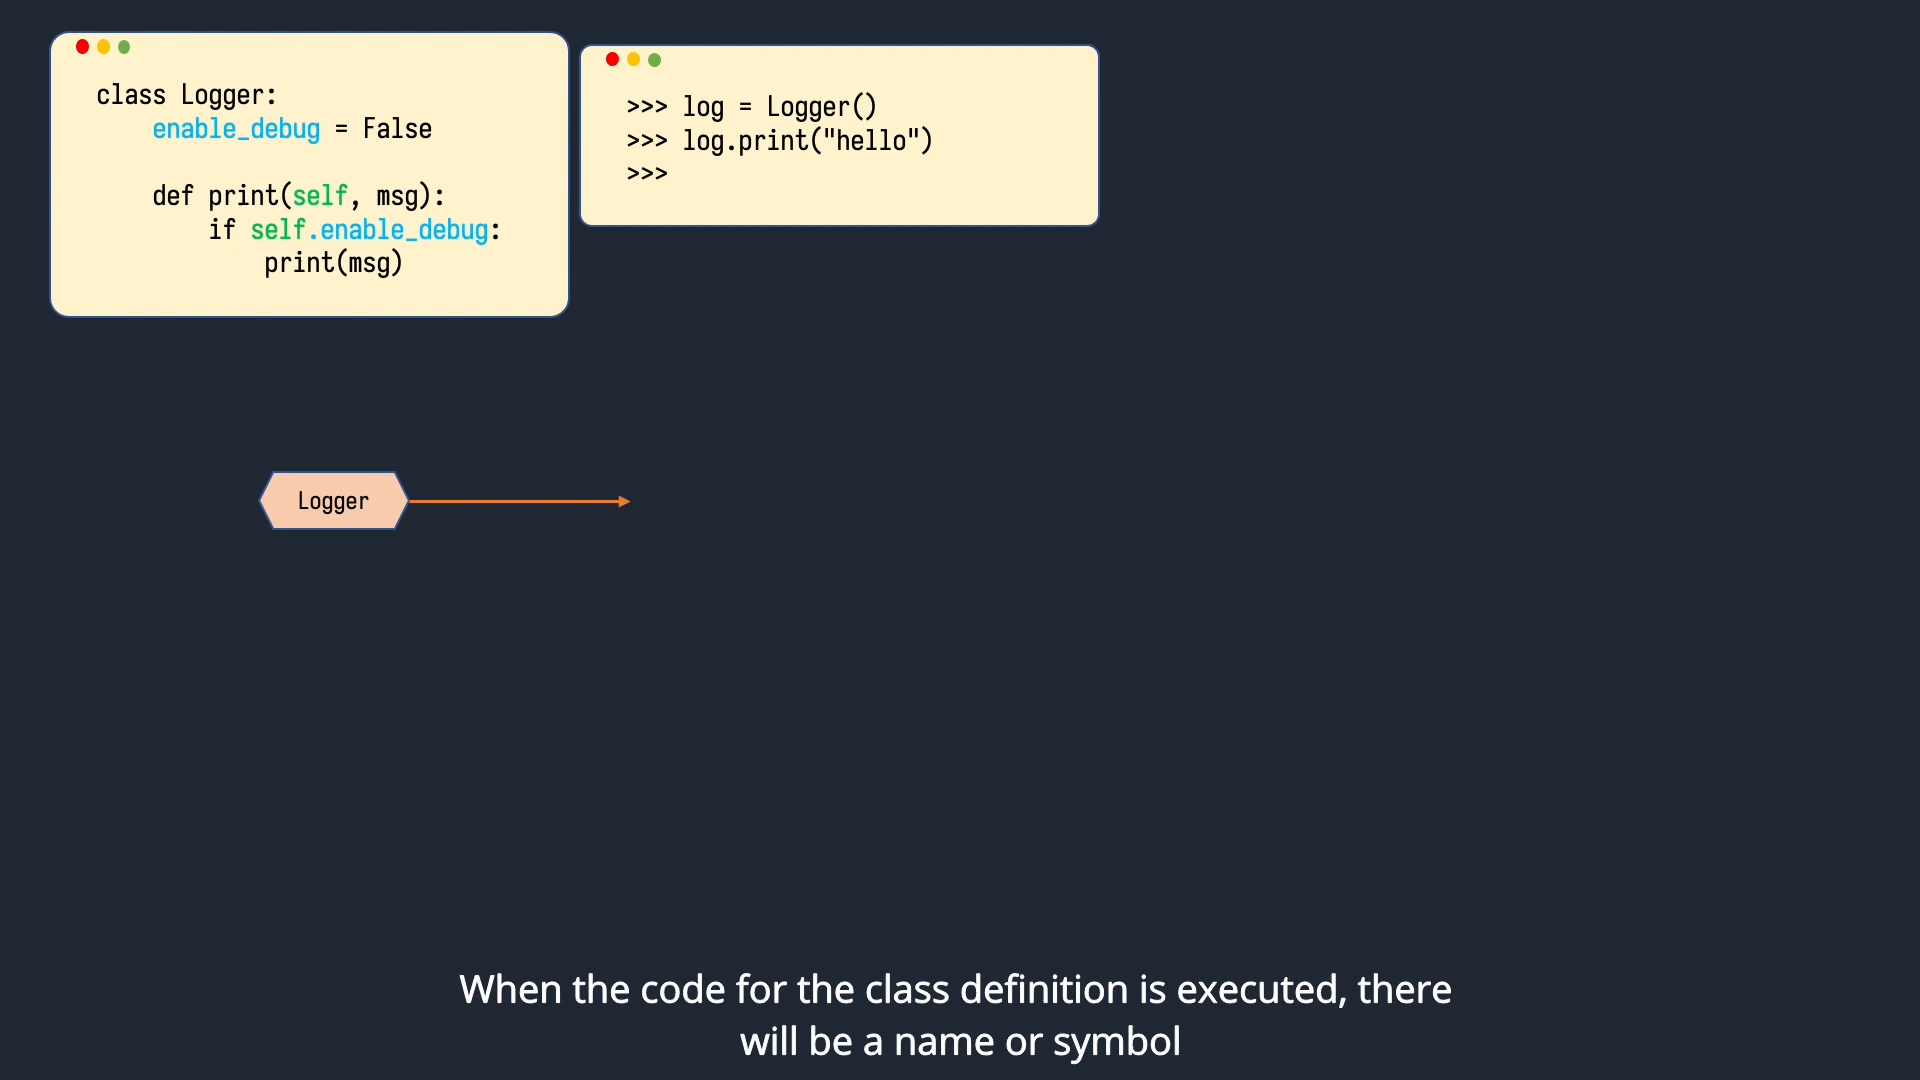 class Logger:
    enable_debug = False
    def print(self, msg):
        if self.enable_debug:
            print(msg)
>>> log = Logger()
>>> log.print("hello")
>>>
Logger
When the code for the class definition is executed, there
will be a name or symbol